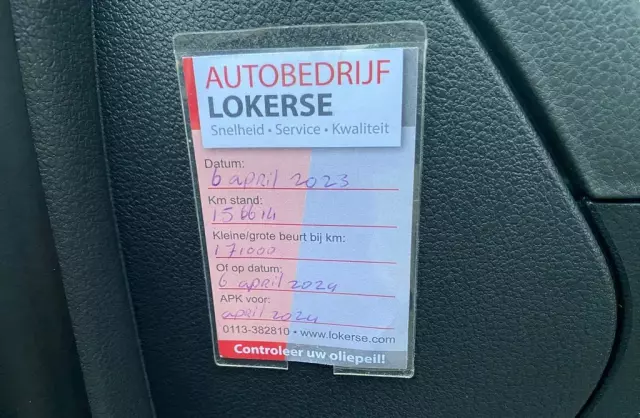 AUTOBEDRIJF
LOKERSE
Snelheid • Service • Kwaliteit
Datum:
6 april 2023
Km stand:
156614
Kleine/grote beurt bij km:
171000
Of op datum:
6 april 2024
APK voor:
april 2024
0113-382810 • www.lokerse.com
Controleer uw oliepeil!